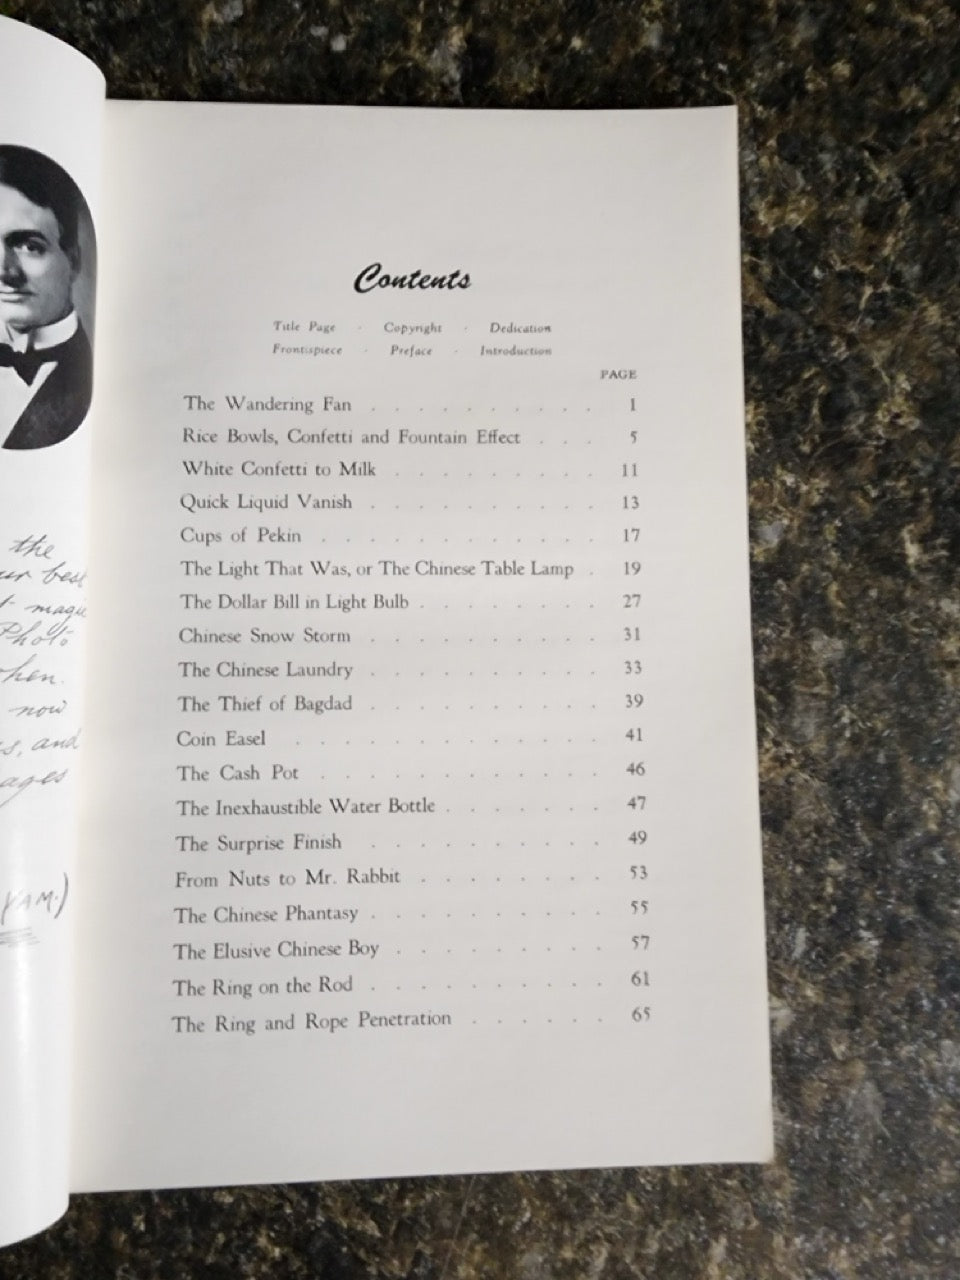 the
best
magic
Photo
now
and
ages
Contents
Title Page · Copyright · Dedication
Frontispiece · Preface · Introduction
PAGE
The Wandering Fan . . . . . . . . . 1
Rice Bowls, Confetti and Fountain Effect . . . 5
White Confetti to Milk . . . . . . . . 11
Quick Liquid Vanish . . . . . . . . . 13
Cups of Pekin . . . . . . . . . . . 17
The Light That Was, or The Chinese Table Lamp . 19
The Dollar Bill in Light Bulb . . . . . . . 27
Chinese Snow Storm . . . . . . . . . 31
The Chinese Laundry . . . . . . . . . 33
The Thief of Bagdad . . . . . . . . . 39
Coin Easel . . . . . . . . . . . . 41
The Cash Pot . . . . . . . . . . . 46
The Inexhaustible Water Bottle . . . . . . 47
The Surprise Finish . . . . . . . . . 49
From Nuts to Mr. Rabbit . . . . . . . 53
The Chinese Phantasy . . . . . . . . . 55
The Elusive Chinese Boy . . . . . . . . 57
The Ring on the Rod . . . . . . . . . 61
The Ring and Rope Penetration . . . . . . 65